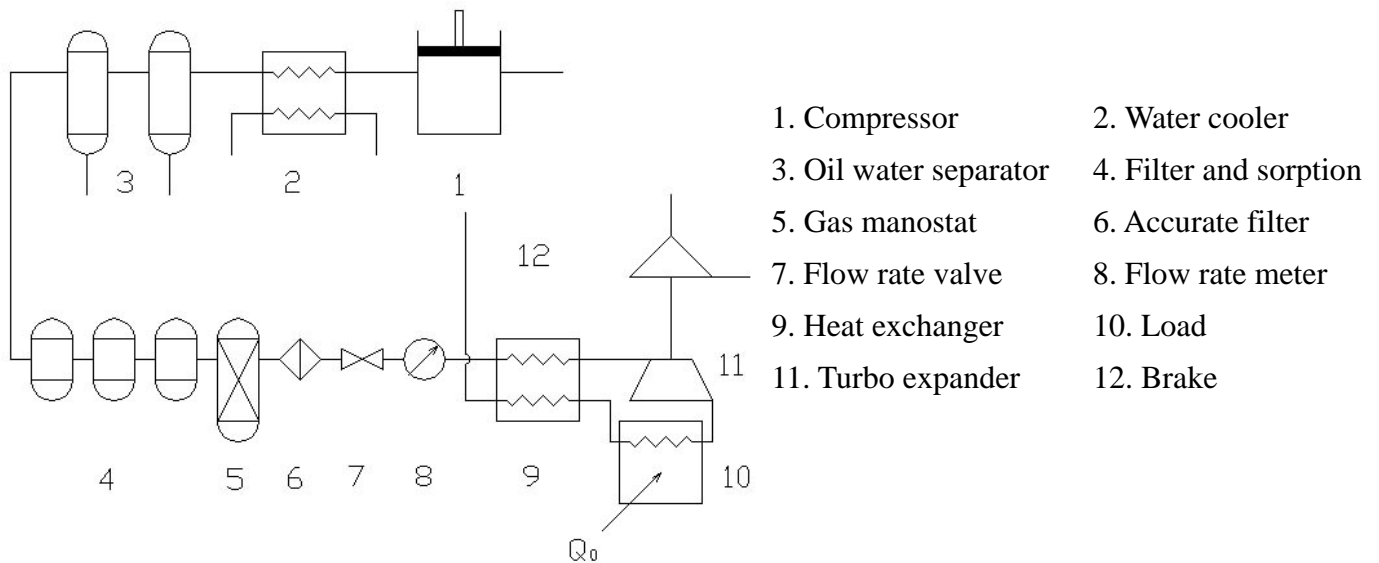 3
2
1
12
11
4
5
6
7
8
9
10
Q₀
1. Compressor 2. Water cooler
3. Oil water separator 4. Filter and sorption
5. Gas manostat 6. Accurate filter
7. Flow rate valve 8. Flow rate meter
9. Heat exchanger 10. Load
11. Turbo expander 12. Brake